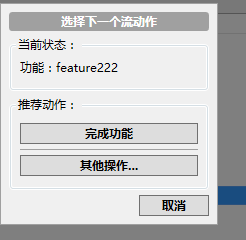 选择下一个流动作
当前状态：
功能：feature222
推荐动作：
完成功能
其他操作...
取消